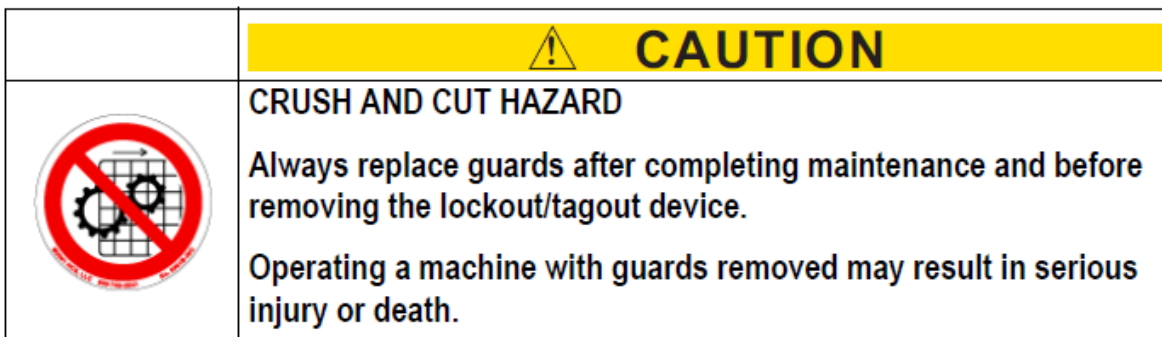 CAUTION
CRUSH AND CUT HAZARD
Always replace guards after completing maintenance and before
removing the lockout/tagout device.
Operating a machine with guards removed may result in serious
injury or death.